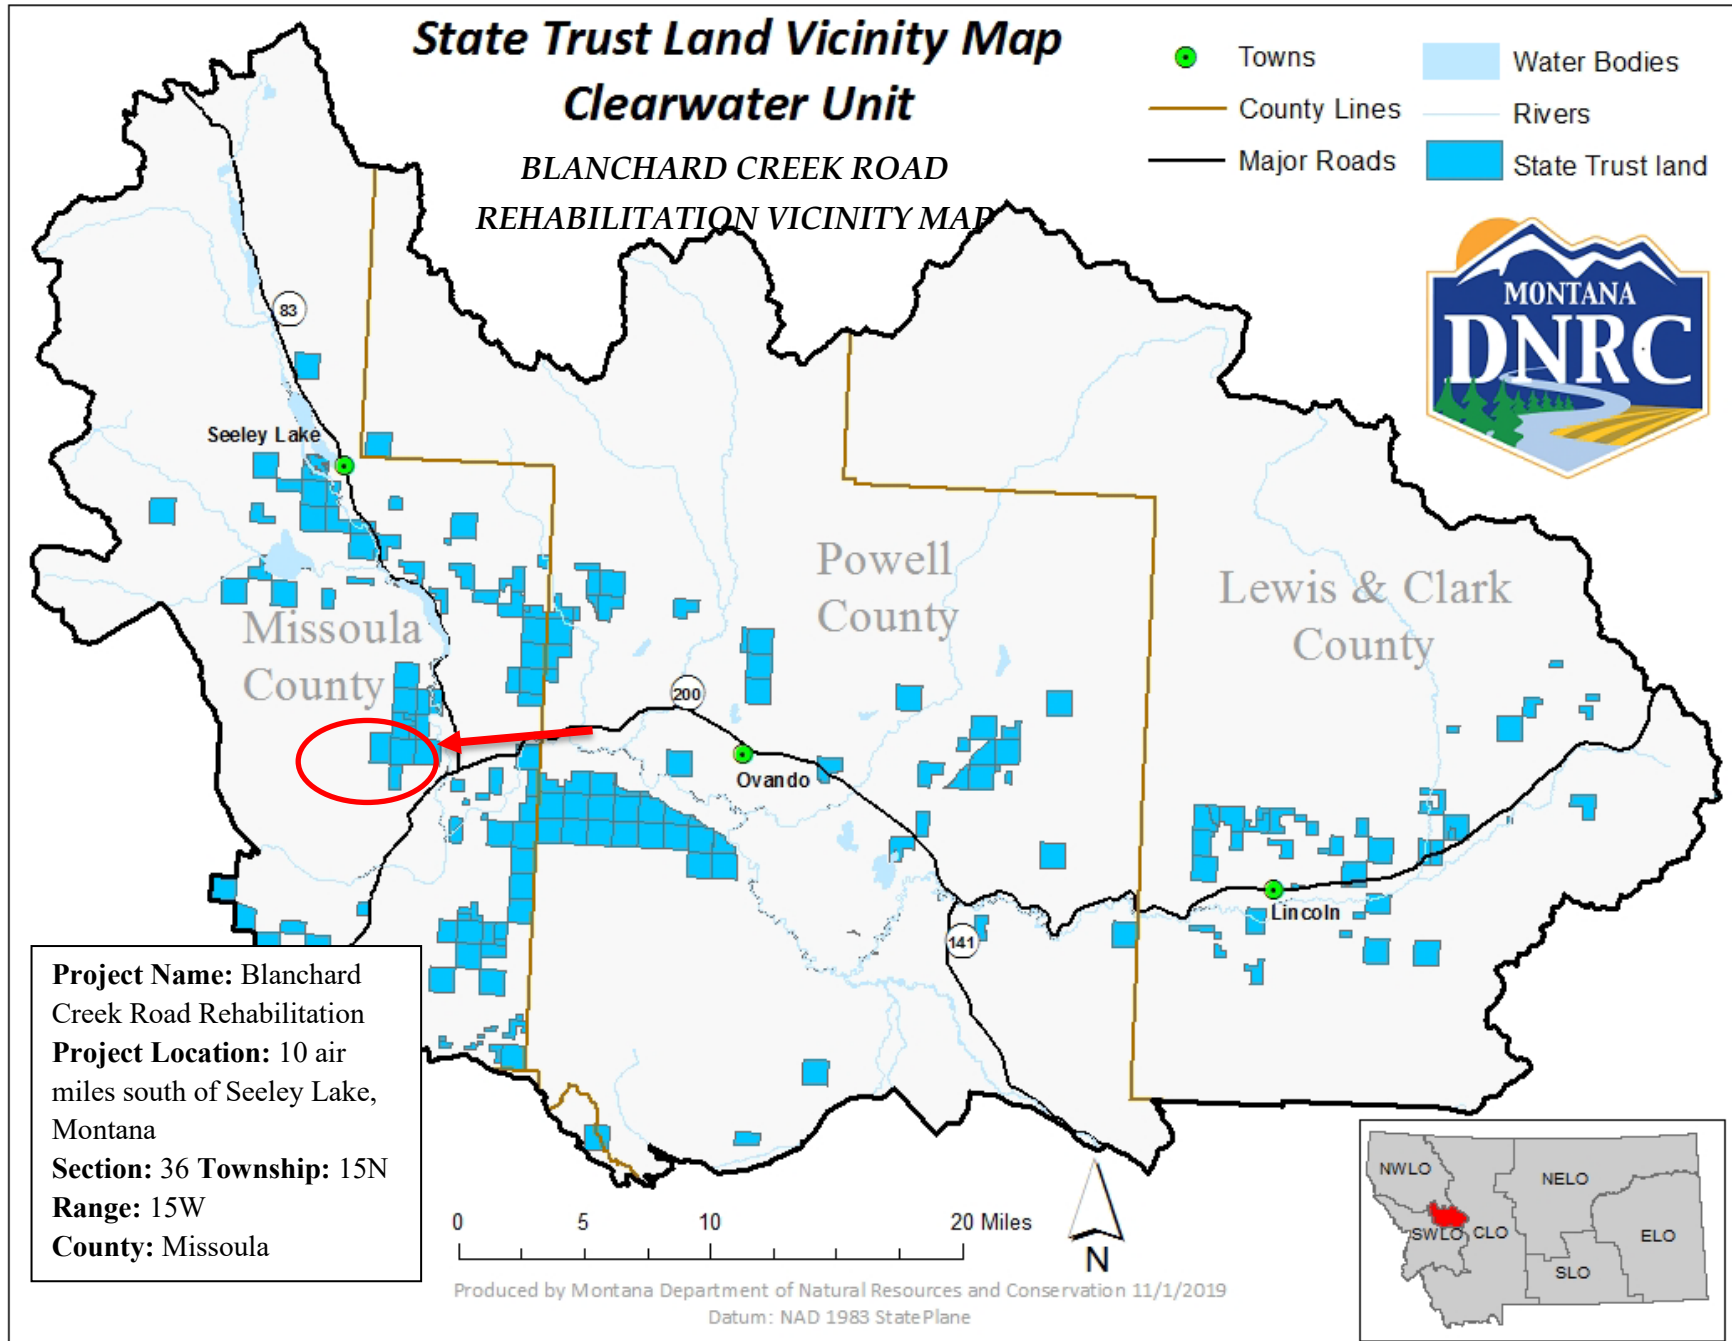 State Trust Land Vicinity Map
Clearwater Unit
BLANCHARD CREEK ROAD
REHABILITATION VICINITY MAP
Towns
County Lines
Major Roads
Water Bodies
Rivers
State Trust land
MONTANA
DNRC
83
Seeley Lake
Missoula
County
Powell
County
Lewis & Clark
County
200
Ovando
141
Lincoln
Project Name: Blanchard
Creek Road Rehabilitation
Project Location: 10 air
miles south of Seeley Lake,
Montana
Section: 36 Township: 15N
Range: 15W
County: Missoula
0 5 10 20 Miles
N
Produced by Montana Department of Natural Resources and Conservation 11/1/2019
Datum: NAD 1983 StatePlane
NWLO
SWLO
CLO
NELO
SLO
ELO